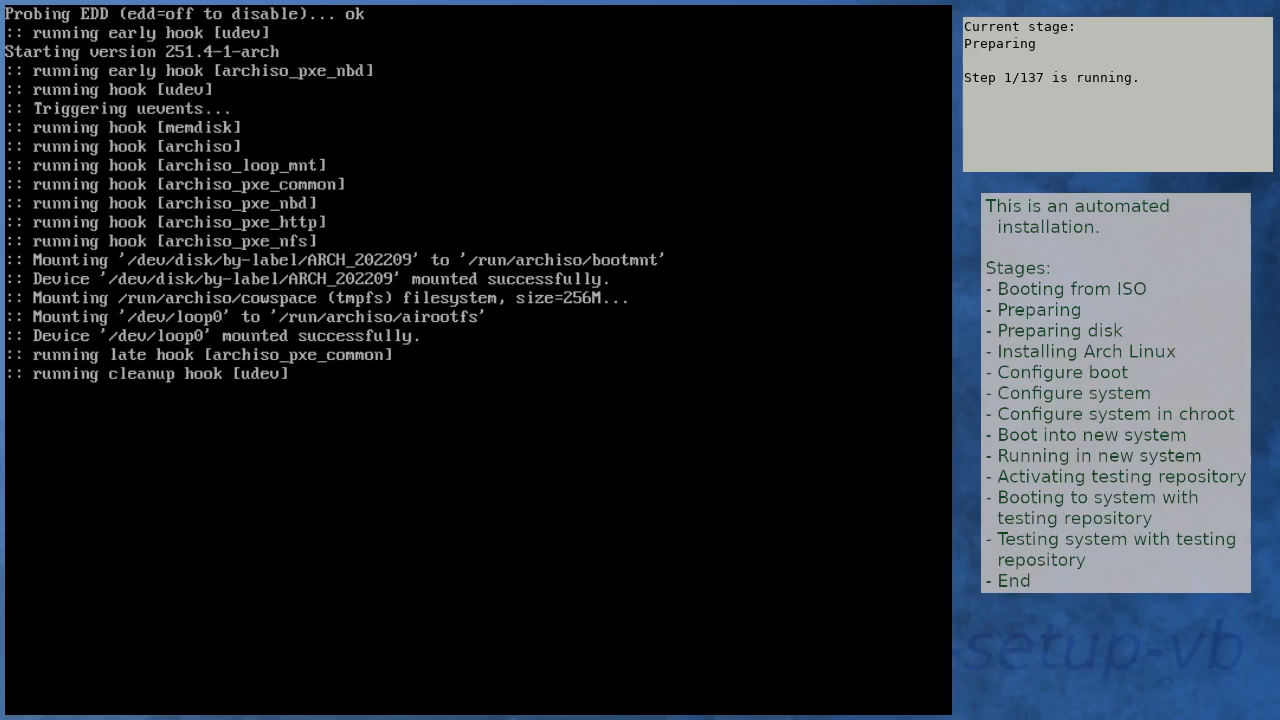 Probing EDD (edd=off to disable)... ok
:: running early hook [udev]
Starting version 251.4-1-arch
:: running early hook [archiso_pxe_nbd]
:: running hook [udev]
:: Triggering uevents...
:: running hook [memdisk]
:: running hook [archiso]
:: running hook [archiso_loop_mnt]
:: running hook [archiso_pxe_common]
:: running hook [archiso_pxe_nbd]
:: running hook [archiso_pxe_http]
:: running hook [archiso_pxe_nfs]
:: Mounting '/dev/disk/by-label/ARCH_202209' to '/run/archiso/bootmnt'
:: Device '/dev/disk/by-label/ARCH_202209' mounted successfully.
:: Mounting /run/archiso/cowspace (tmpfs) filesystem, size=256M...
:: Mounting '/dev/loop0' to '/run/archiso/airootfs'
:: Device '/dev/loop0' mounted successfully.
:: running late hook [archiso_pxe_common]
:: running cleanup hook [udev]
Current stage:
Preparing
Step 1/137 is running.
This is an automated
installation.
Stages:
- Booting from ISO
- Preparing
- Preparing disk
- Installing Arch Linux
- Configure boot
- Configure system
- Configure system in chroot
- Boot into new system
- Running in new system
- Activating testing repository
- Booting to system with
testing repository
- Testing system with testing
repository
- End
setup-vb